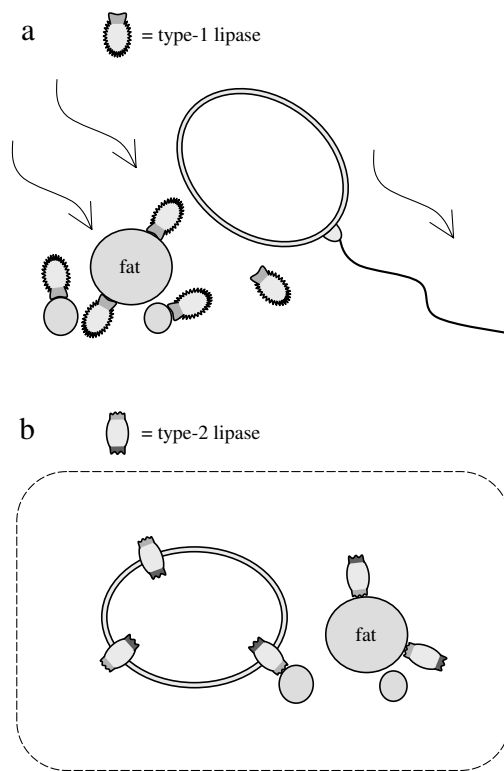 a
= type-1 lipase
fat
b
= type-2 lipase
fat